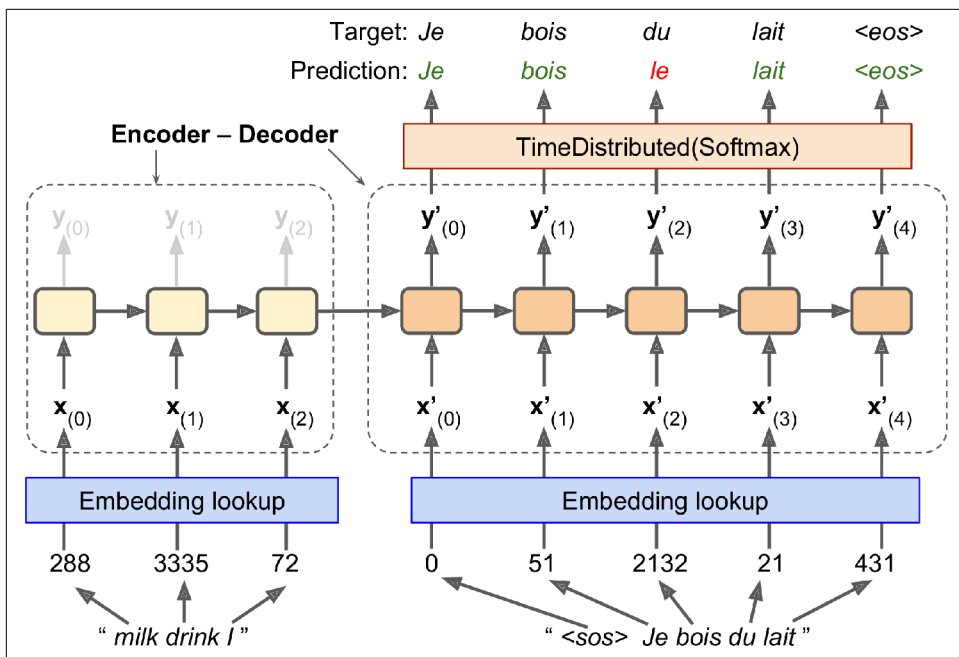 Target: Je bois du lait <eos>
Prediction: Je bois le lait <eos>
Encoder – Decoder
TimeDistributed(Softmax)
y(0) y(1) y(2) y’(0) y’(1) y’(2) y’(3) y’(4)
x(0) x(1) x(2) x’(0) x’(1) x’(2) x’(3) x’(4)
Embedding lookup Embedding lookup
288 3335 72 0 51 2132 21 431
“ milk drink I ” “ <sos> Je bois du lait ”